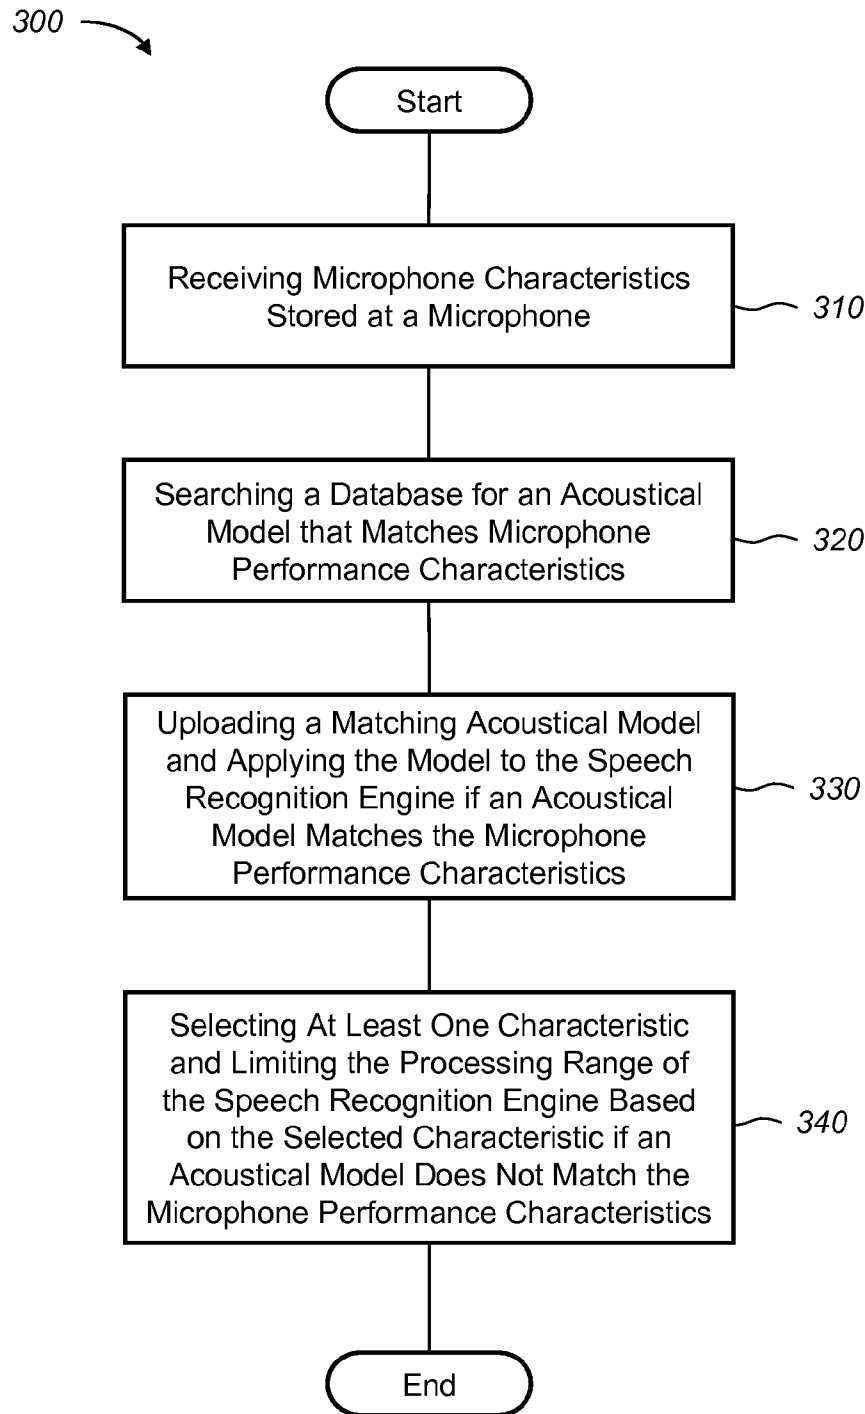 300
Start
Receiving Microphone Characteristics
Stored at a Microphone
310
Searching a Database for an Acoustical
Model that Matches Microphone
Performance Characteristics
320
Uploading a Matching Acoustical Model
and Applying the Model to the Speech
Recognition Engine if an Acoustical
Model Matches the Microphone
Performance Characteristics
330
Selecting At Least One Characteristic
and Limiting the Processing Range of
the Speech Recognition Engine Based
on the Selected Characteristic if an
Acoustical Model Does Not Match the
Microphone Performance Characteristics
340
End